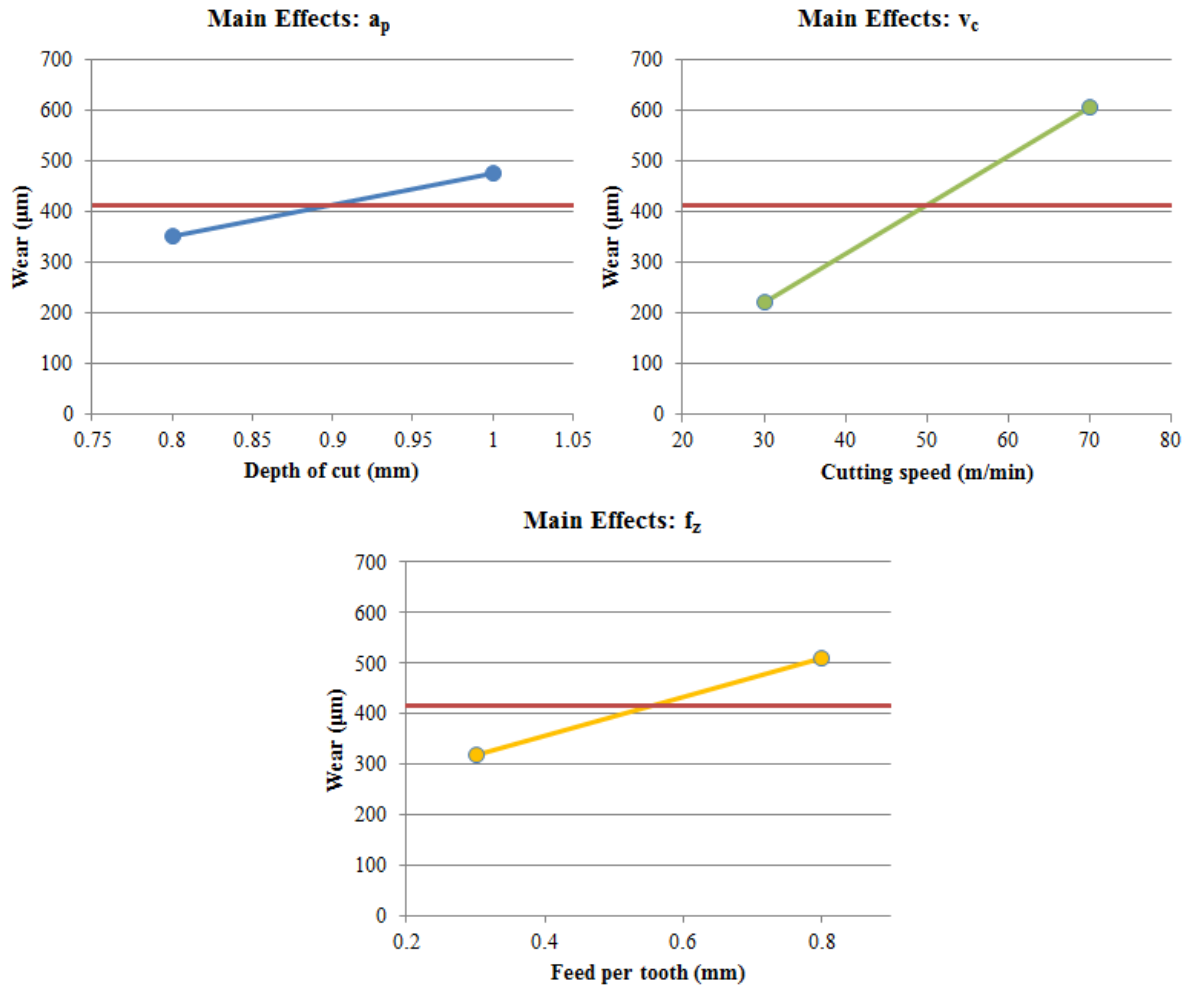 Main Effects: aₚ
Wear (µm)
700
600
500
400
300
200
100
0
0.75 0.8 0.85 0.9 0.95 1 1.05
Depth of cut (mm)
Main Effects: v_c
Wear (µm)
700
600
500
400
300
200
100
0
20 30 40 50 60 70 80
Cutting speed (m/min)
Main Effects: f_z
Wear (µm)
700
600
500
400
300
200
100
0
0.2 0.4 0.6 0.8
Feed per tooth (mm)